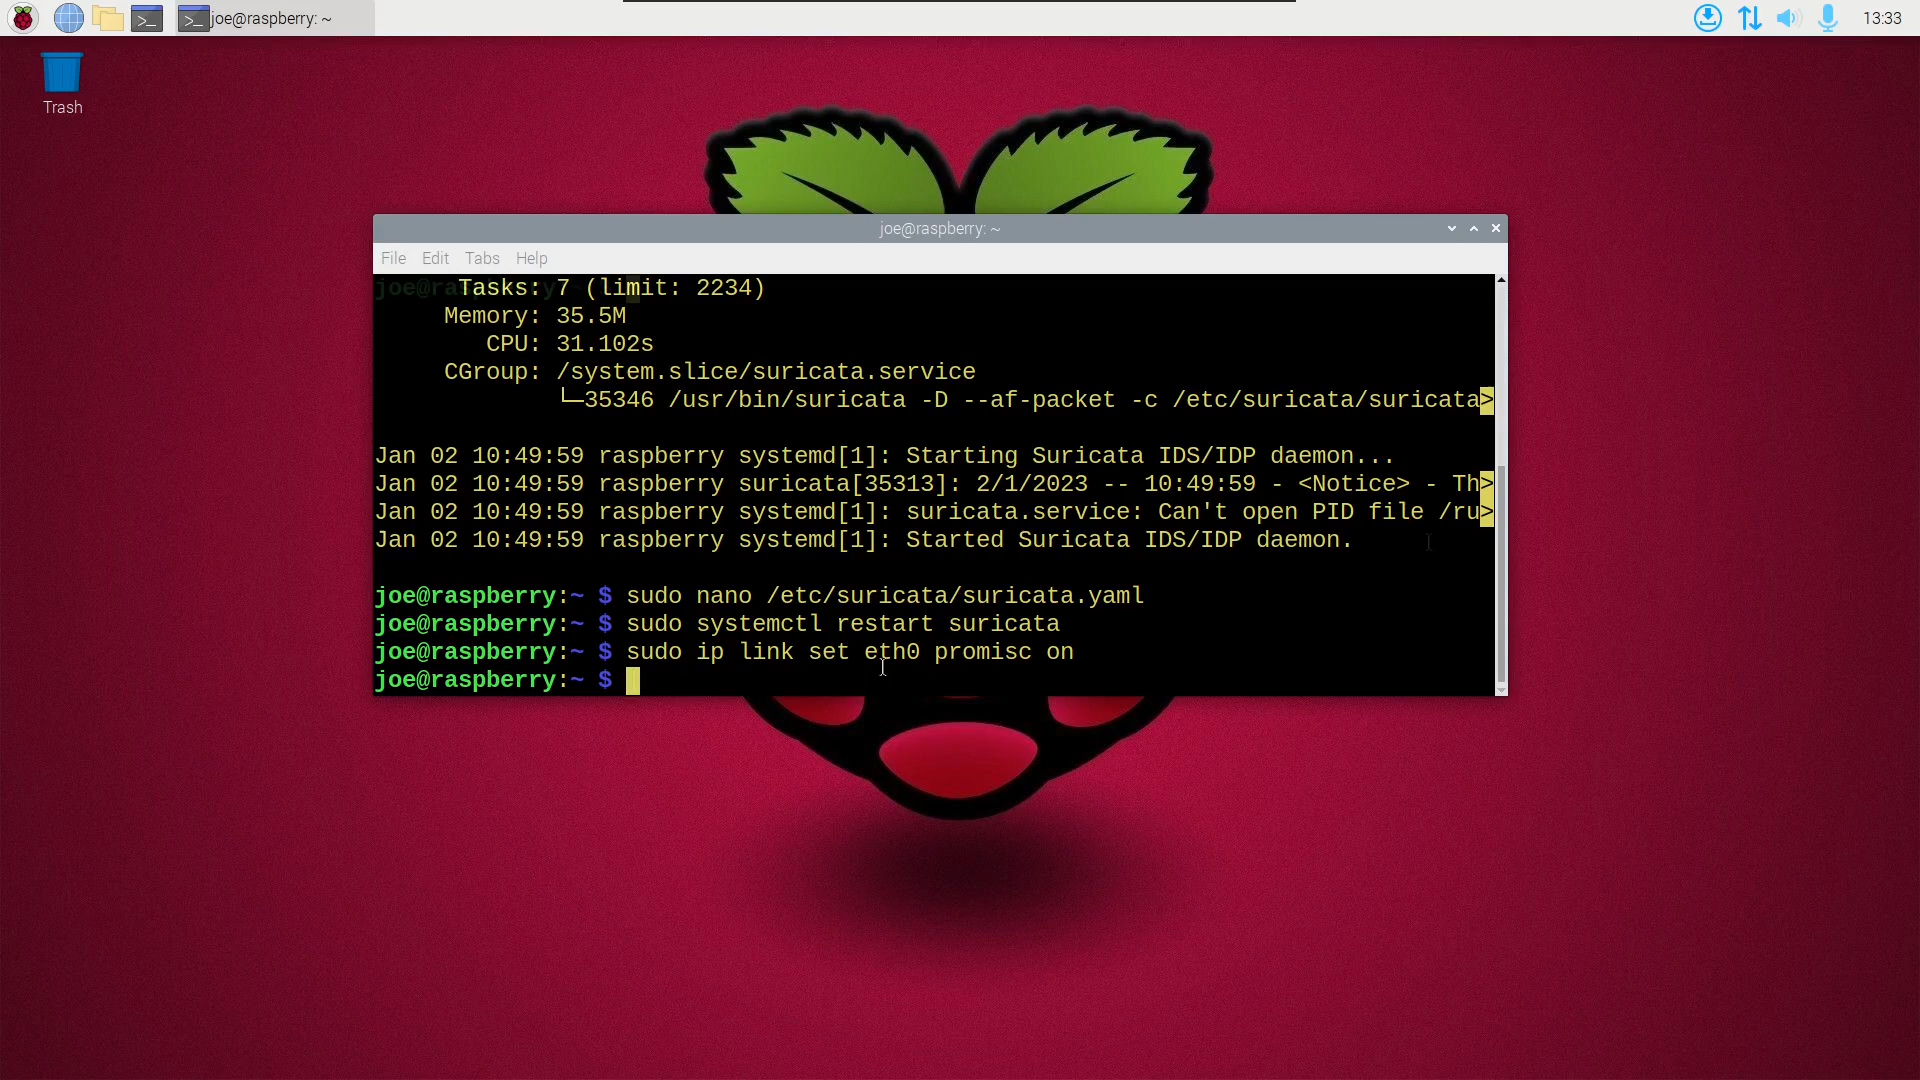 joe@raspberry: ~
13:33
Trash
joe@raspberry: ~
File Edit Tabs Help
Tasks: 7 (limit: 2234)
Memory: 35.5M
CPU: 31.102s
CGroup: /system.slice/suricata.service
└─35346 /usr/bin/suricata -D --af-packet -c /etc/suricata/suricata>
Jan 02 10:49:59 raspberry systemd[1]: Starting Suricata IDS/IDP daemon...
Jan 02 10:49:59 raspberry suricata[35313]: 2/1/2023 -- 10:49:59 - <Notice> - Th>
Jan 02 10:49:59 raspberry systemd[1]: suricata.service: Can't open PID file /ru>
Jan 02 10:49:59 raspberry systemd[1]: Started Suricata IDS/IDP daemon.
joe@raspberry:~ $ sudo nano /etc/suricata/suricata.yaml
joe@raspberry:~ $ sudo systemctl restart suricata
joe@raspberry:~ $ sudo ip link set eth0 promisc on
joe@raspberry:~ $